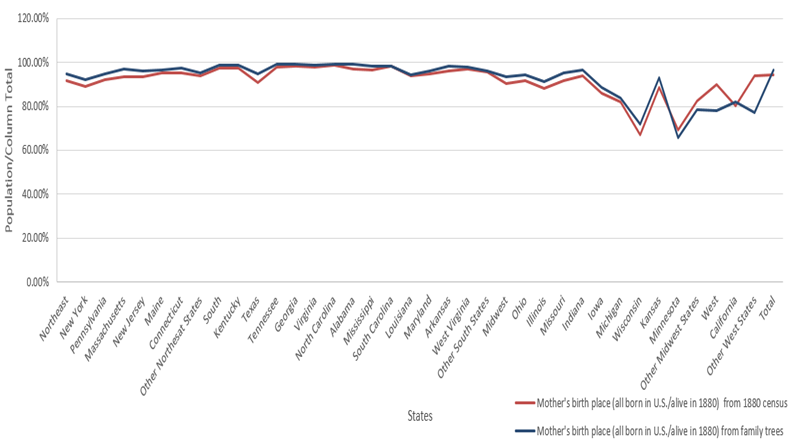 120.00%
100.00%
80.00%
60.00%
40.00%
20.00%
0.00%
Population/Column Total
Northeast
New York
Pennsylvania
Massachusetts
New Jersey
Maine
Connecticut
Other Northeast States
South
Kentucky
Texas
Tennessee
Georgia
Virginia
North Carolina
Alabama
Mississippi
South Carolina
Louisiana
Maryland
Arkansas
West Virginia
Other South States
Midwest
Ohio
Illinois
Missouri
Indiana
Iowa
Michigan
Wisconsin
Kansas
Minnesota
Other Midwest States
West
California
Other West States
Total
States
Mother's birth place (all born in U.S./alive in 1880) from 1880 census
Mother's birth place (all born in U.S./alive in 1880) from family trees